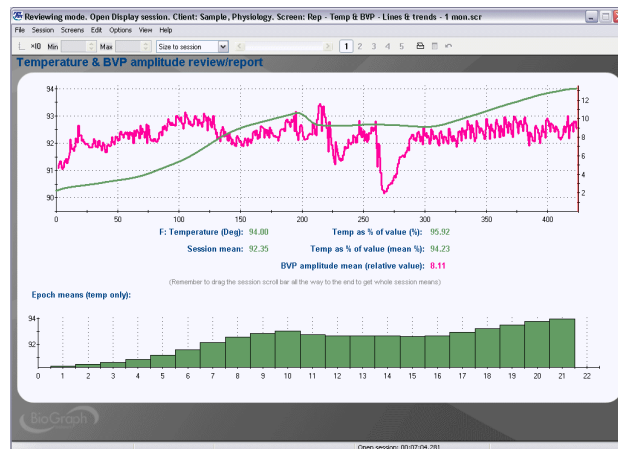 Reviewing mode. Open Display session. Client: Sample, Physiology. Screen: Rep - Temp & BVP - Lines & trends - 1 mon.scr
File Session Screens Edit Options View Help
×10 Min Max Size to session 1 2 3 4 5
Temperature & BVP amplitude review/report
94
93
92
91
90
12
10
8
6
4
2
0 50 100 150 200 250 300 350 400
F: Temperature (Deg): 94.00 Temp as % of value (%): 95.92
Session mean: 92.35 Temp as % of value (mean %): 94.23
BVP amplitude mean (relative value): 8.11
(Remember to drag the session scroll bar all the way to the end to get whole session means)
Epoch means (temp only):
94
92
0 1 2 3 4 5 6 7 8 9 10 11 12 13 14 15 16 17 18 19 20 21 22
BioGraph
Open session: 00:07:04.281